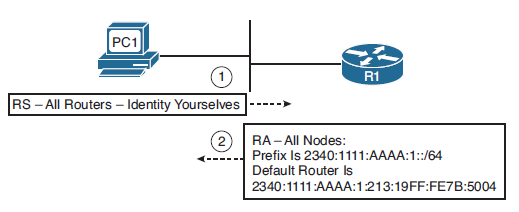 PC1
R1
1
RS – All Routers – Identity Yourselves
2
RA – All Nodes:
Prefix Is 2340:1111:AAAA:1::/64
Default Router Is
2340:1111:AAAA:1:213:19FF:FE7B:5004